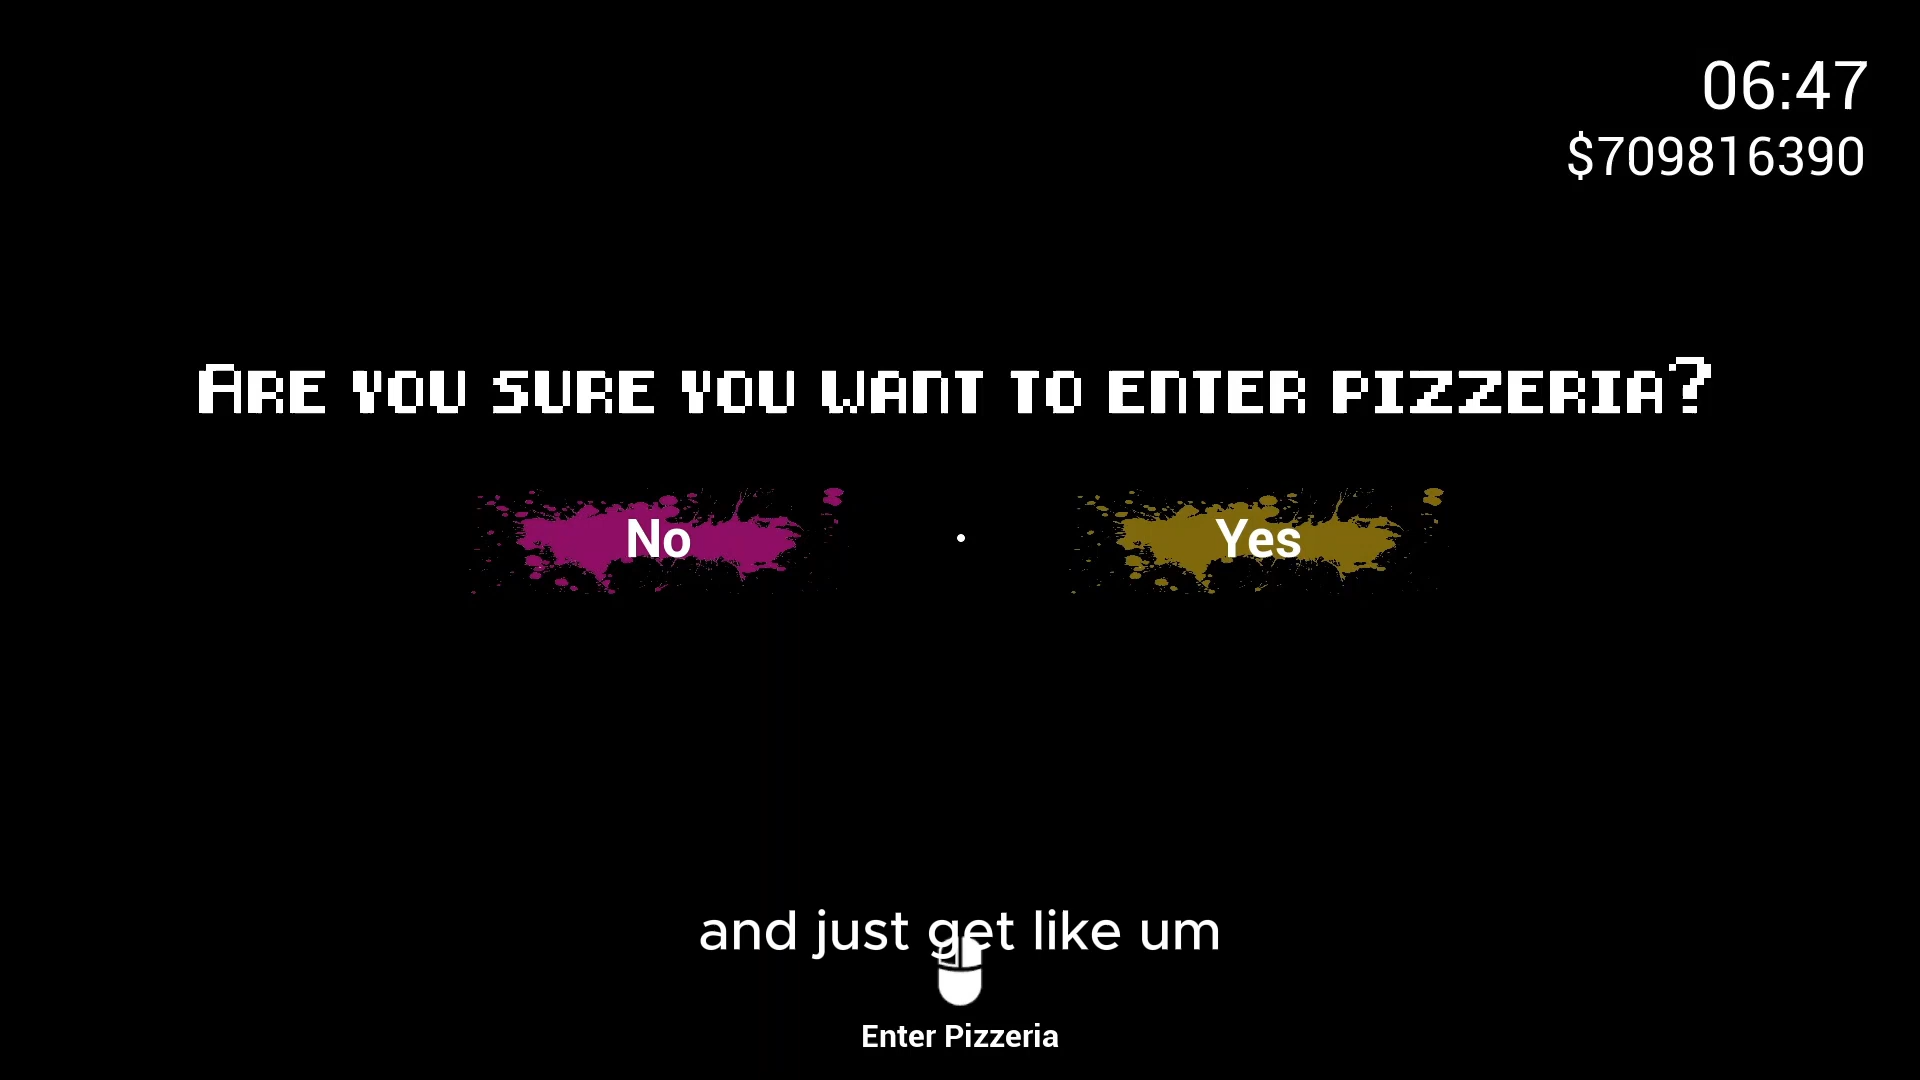 06:47
$709816390
Are you sure you want to enter pizzeria?
No
Yes
and just get like um
Enter Pizzeria